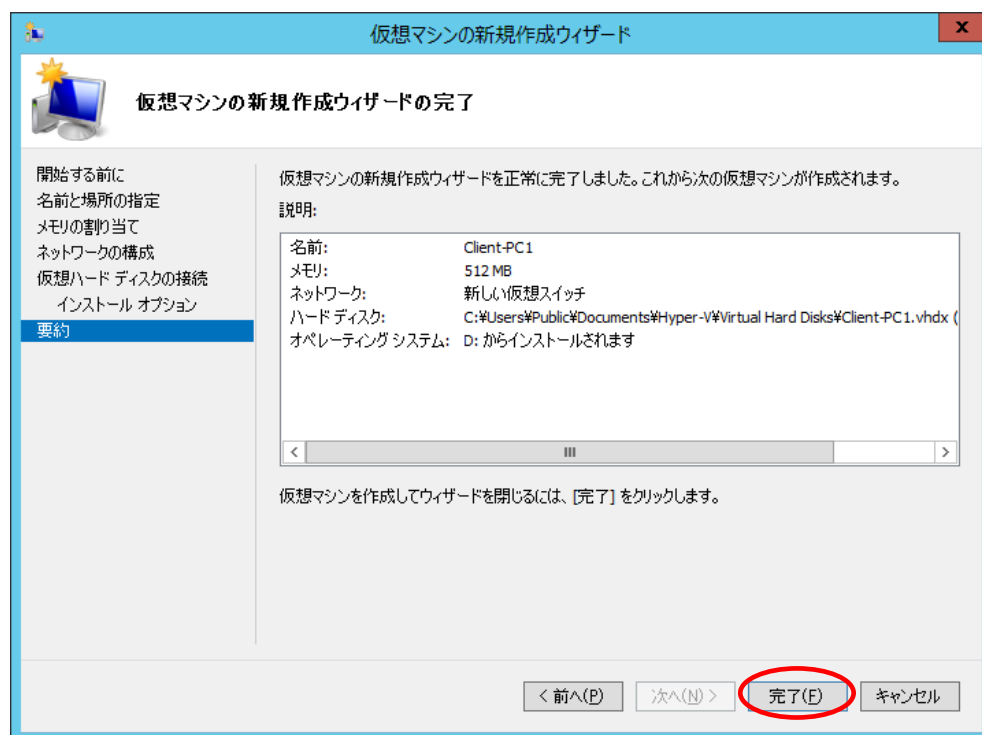 仮想マシンの新規作成ウィザード
x
仮想マシンの新規作成ウィザードの完了
開始する前に
名前と場所の指定
メモリの割り当て
ネットワークの構成
仮想ハード ディスクの接続
インストール オプション
要約
仮想マシンの新規作成ウィザードを正常に完了しました。これから次の仮想マシンが作成されます。
説明:
名前: Client-PC1
メモリ: 512 MB
ネットワーク: 新しい仮想スイッチ
ハード ディスク: C:¥Users¥Public¥Documents¥Hyper-V¥Virtual Hard Disks¥Client-PC1.vhdx (
オペレーティング システム: D: からインストールされます
仮想マシンを作成してウィザードを閉じるには、[完了] をクリックします。
< 前へ(P) 次へ(N) > 完了(F) キャンセル